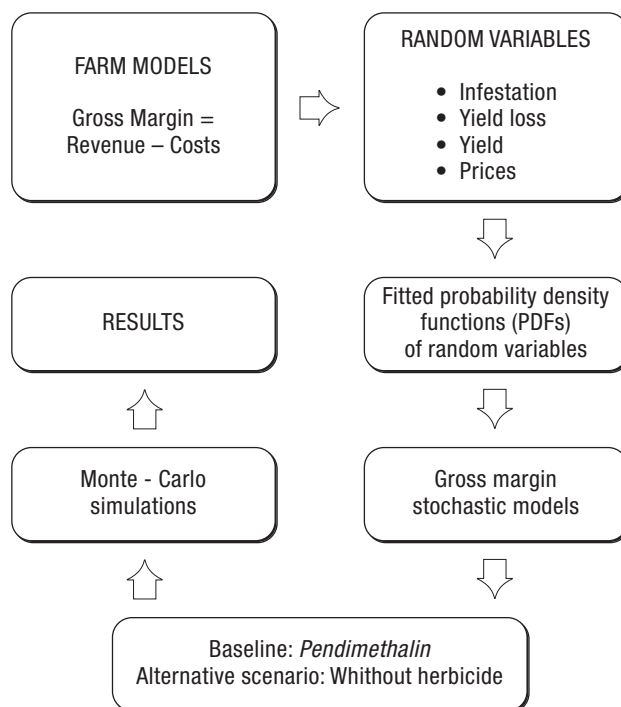 FARM MODELS
Gross Margin =
Revenue – Costs
RANDOM VARIABLES
• Infestation
• Yield loss
• Yield
• Prices
Fitted probability density
functions (PDFs)
of random variables
Gross margin
stochastic models
Baseline: Pendimethalin
Alternative scenario: Whithout herbicide
Monte - Carlo
simulations
RESULTS